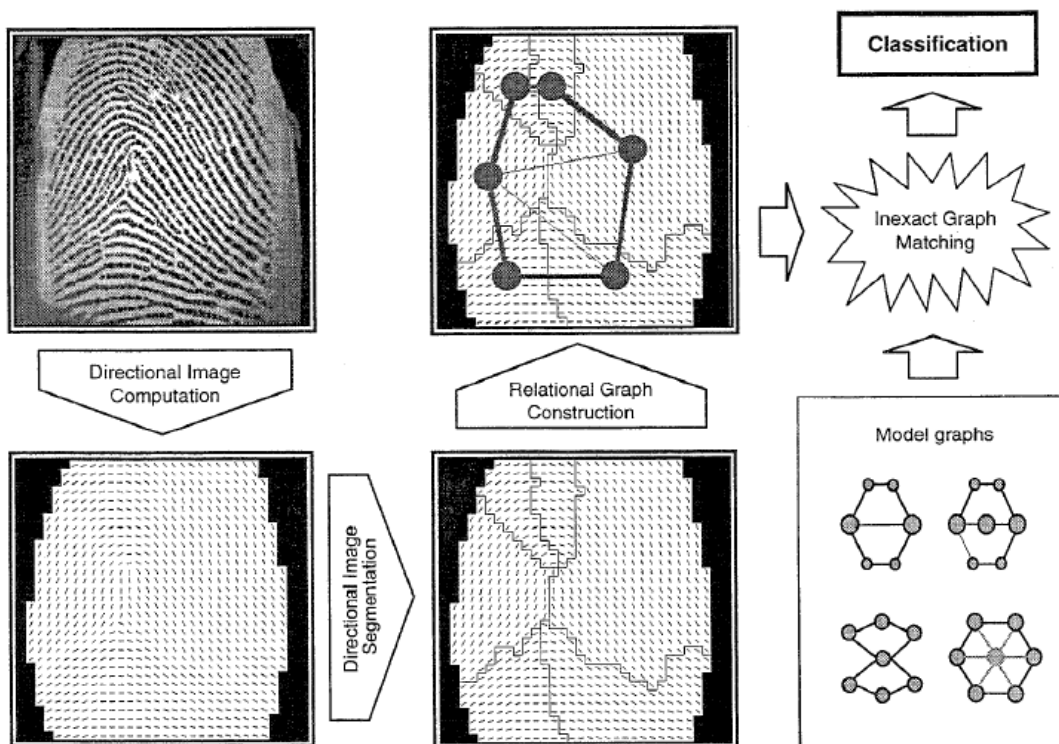 Classification
Inexact Graph
Matching
Directional Image
Computation
Relational Graph
Construction
Model graphs
Directional Image
Segmentation